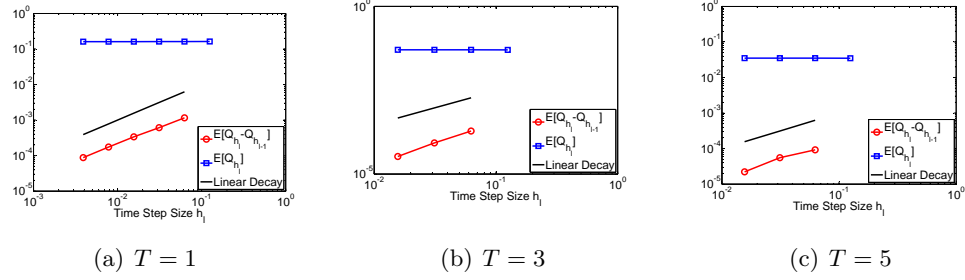 10^0
10^-1
10^-2
10^-3
10^-4
10^-5
10^-3
10^-2
10^-1
10^0
Time Step Size h_l
E[Q_{h_l}-Q_{h_{l-1}}]
E[Q_{h_l}]
Linear Decay
(a) T = 1
10^0
10^-5
10^-2
10^-1
10^0
Time Step Size h_l
E[Q_{h_l}-Q_{h_{l-1}}]
E[Q_{h_l}]
Linear Decay
(b) T = 3
10^0
10^-1
10^-2
10^-3
10^-4
10^-5
10^-2
10^-1
10^0
Time Step Size h_l
E[Q_{h_l}-Q_{h_{l-1}}]
E[Q_{h_l}]
Linear Decay
(c) T = 5